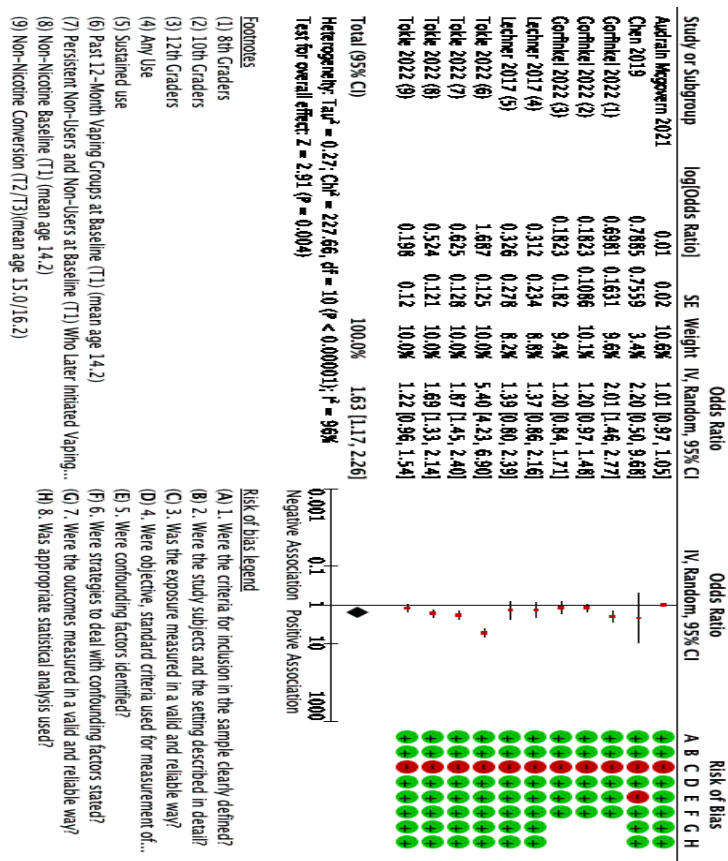 Odds Ratio Odds Ratio Risk of Bias
Study or Subgroup log[Odds Ratio] SE Weight IV, Random, 95% CI IV, Random, 95% CI A B C D E F G H
Audrain Mcgovern 2021 0.01 0.02 10.6% 1.01 [0.97, 1.05]
Chen 2019 0.7885 0.7559 3.4% 2.20 [0.50, 9.68]
Gorfinkel 2022 (1) 0.6981 0.1631 9.6% 2.01 [1.46, 2.77]
Gorfinkel 2022 (2) 0.1823 0.1086 10.1% 1.20 [0.97, 1.48]
Gorfinkel 2022 (3) 0.1823 0.182 9.4% 1.20 [0.84, 1.71]
Lechner 2017 (4) 0.312 0.234 8.8% 1.37 [0.86, 2.16]
Lechner 2017 (5) 0.326 0.278 8.2% 1.39 [0.80, 2.39]
Tokle 2022 (6) 1.687 0.125 10.0% 5.40 [4.23, 6.90]
Tokle 2022 (7) 0.625 0.128 10.0% 1.87 [1.45, 2.40]
Tokle 2022 (8) 0.524 0.121 10.0% 1.69 [1.33, 2.14]
Tokle 2022 (9) 0.198 0.12 10.0% 1.22 [0.96, 1.54]
Total (95% CI) 100.0% 1.63 [1.17, 2.26]
Heterogeneity: Tau² = 0.27; Chi² = 227.66, df = 10 (P < 0.00001); I² = 96%
Test for overall effect: Z = 2.91 (P = 0.004)
0.001 0.1 1 10 1000
Negative Association Positive Association
Footnotes
(1) 8th Graders
(2) 10th Graders
(3) 12th Graders
(4) Any Use
(5) Sustained use
(6) Past 12-Month Vaping Groups at Baseline (T1) (mean age 14.2)
(7) Persistent Non-Users and Non-Users at Baseline (T1) Who Later Initiated Vaping...
(8) Non-Nicotine Baseline (T1) (mean age 14.2)
(9) Non-Nicotine Conversion (T2/T3)(mean age 15.0/16.2)
Risk of bias legend
(A) 1. Were the criteria for inclusion in the sample clearly defined?
(B) 2. Were the study subjects and the setting described in detail?
(C) 3. Was the exposure measured in a valid and reliable way?
(D) 4. Were objective, standard criteria used for measurement of...
(E) 5. Were confounding factors identified?
(F) 6. Were strategies to deal with confounding factors stated?
(G) 7. Were the outcomes measured in a valid and reliable way?
(H) 8. Was appropriate statistical analysis used?